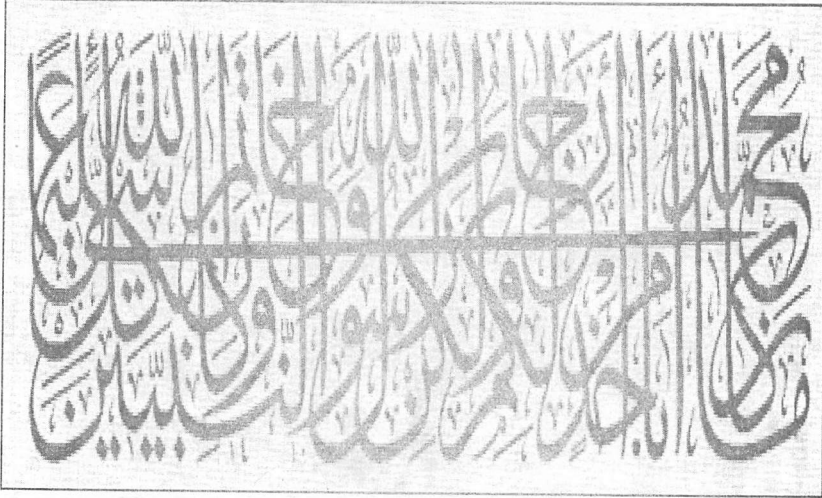 ما كان محمد أبا أحد من رجالكم ولكن رسول الله وخاتم النبيين وكان الله بكل شيء عليما